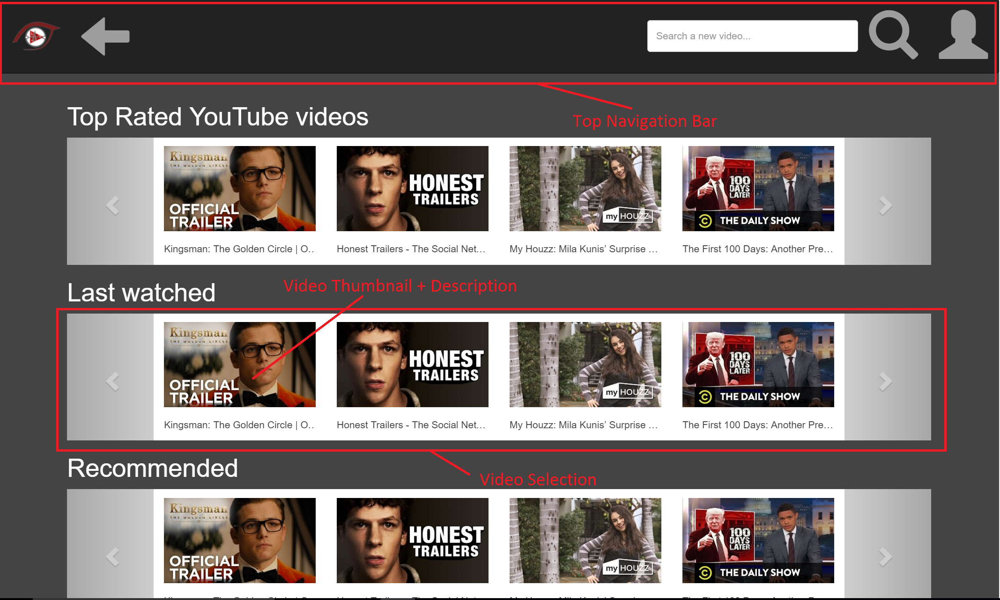 Search a new video...
Top Navigation Bar
Top Rated YouTube videos
Kingsman
THE GOLDEN CIRCLE
OFFICIAL
TRAILER
HONEST
TRAILERS
my HOUZZ
100
DAYS
LATER
THE DAILY SHOW
Kingsman: The Golden Circle | O...
Honest Trailers - The Social Net...
My Houzz: Mila Kunis’ Surprise ...
The First 100 Days: Another Pre...
Last watched
Video Thumbnail + Description
Kingsman
THE GOLDEN CIRCLE
OFFICIAL
TRAILER
HONEST
TRAILERS
my HOUZZ
100
DAYS
LATER
THE DAILY SHOW
Kingsman: The Golden Circle | O...
Honest Trailers - The Social Net...
My Houzz: Mila Kunis’ Surprise ...
The First 100 Days: Another Pre...
Recommended
Video Selection
Kingsman
THE GOLDEN CIRCLE
OFFICIAL
TRAILER
HONEST
TRAILERS
my HOUZZ
100
DAYS
LATER
THE DAILY SHOW